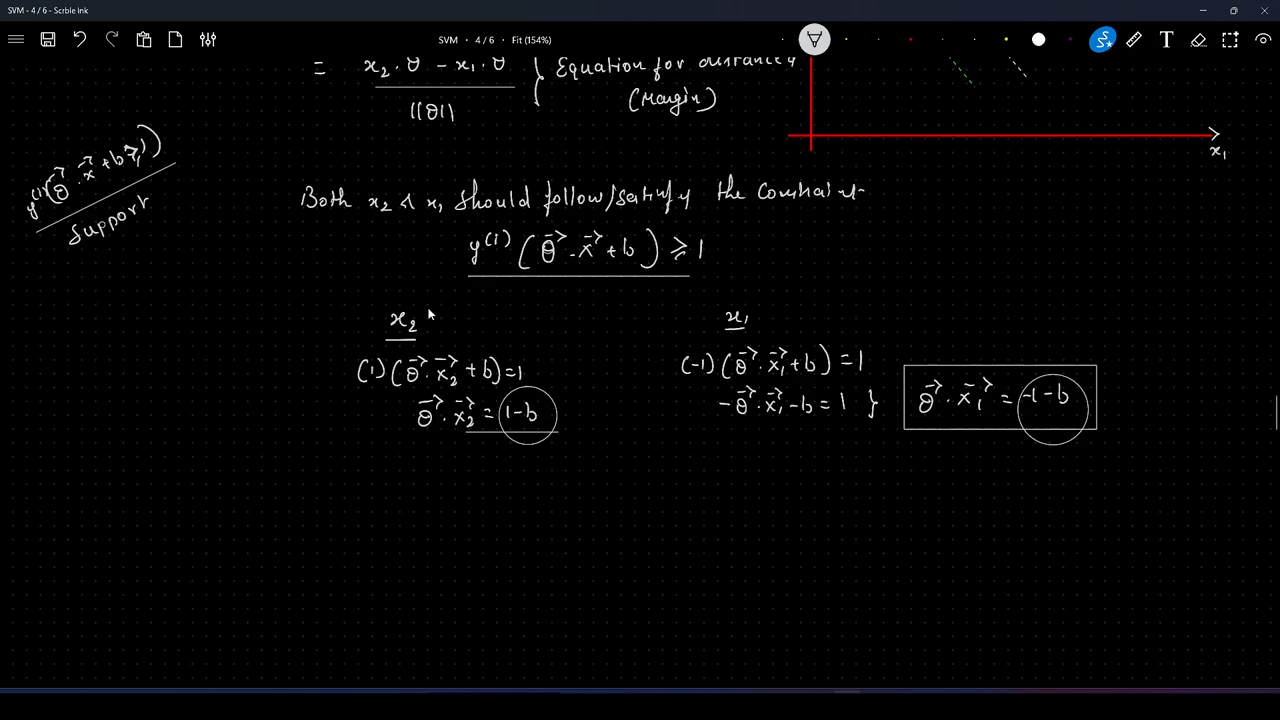 SVM - 4 / 6 - Scrble Ink
SVM • 4 / 6 • Fit (154%)
T
= x₂ · θ - x₁ · θ / ||θ|| } Equation for distance
(Margin)
x₁
Support
Both x₂ & x₁ should follow/satisfy the constraint
y⁽ⁱ⁾ (θ⃗ · x⃗ + b) ⩾ 1
x₂
(1) (θ⃗ · x⃗₂ + b) = 1
θ⃗ · x⃗₂ = 1 - b
x₁
(-1) (θ⃗ · x⃗₁ + b) = 1
-θ⃗ · x⃗₁ - b = 1 }
θ⃗ · x⃗₁ = -1 - b